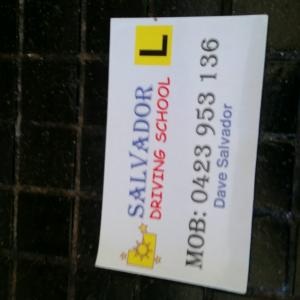 SALVADOR
DRIVING SCHOOL
L
MOB: 0423 953 136
Dave Salvador